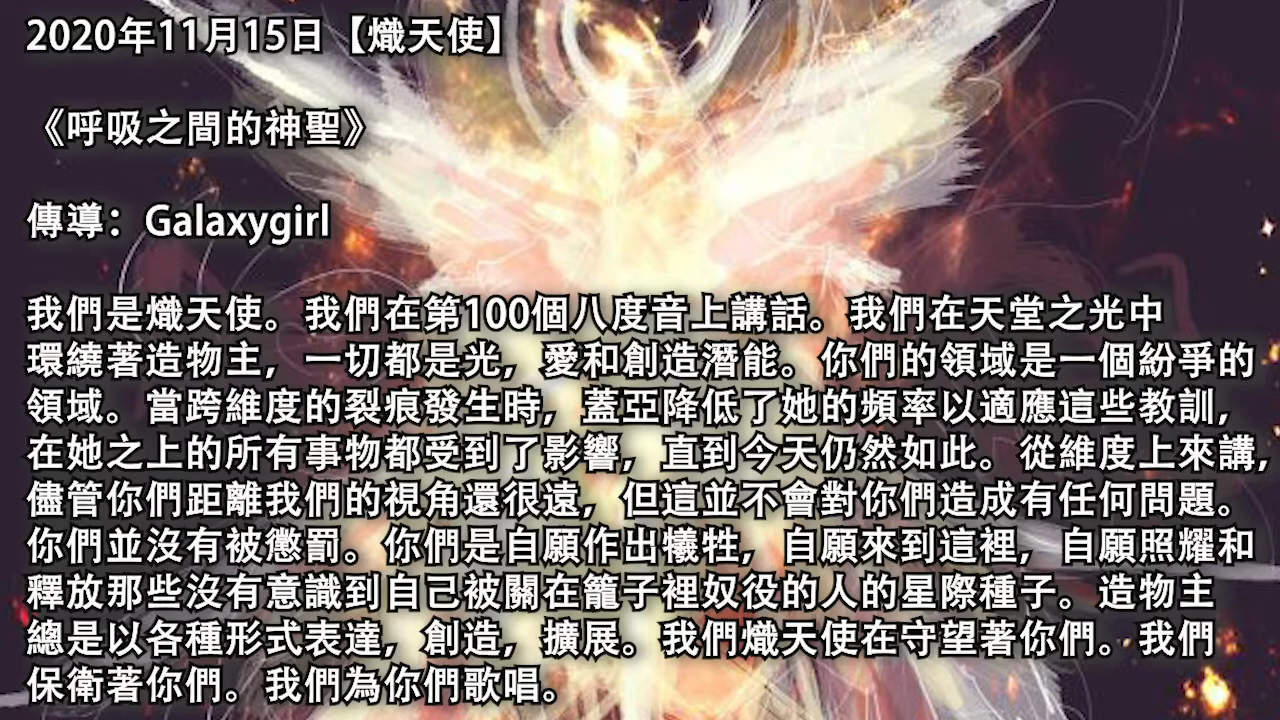 2020年11月15日【熾天使】
《呼吸之間的神聖》
傳導：Galaxygirl
我們是熾天使。我們在第100個八度音上講話。我們在天堂之光中
環繞著造物主，一切都是光，愛和創造潛能。你們的領域是一個紛爭的
領域。當跨維度的裂痕發生時，蓋亞降低了她的頻率以適應這些教訓，
在她之上的所有事物都受到了影響，直到今天仍然如此。從維度上來講，
儘管你們距離我們的視角還很遠，但這並不會對你們造成有任何問題。
你們並沒有被懲罰。你們是自願作出犧牲，自願來到這裡，自願照耀和
釋放那些沒有意識到自己被關在籠子裡奴役的人的星際種子。造物主
總是以各種形式表達，創造，擴展。我們熾天使在守望著你們。我們
保衛著你們。我們為你們歌唱。